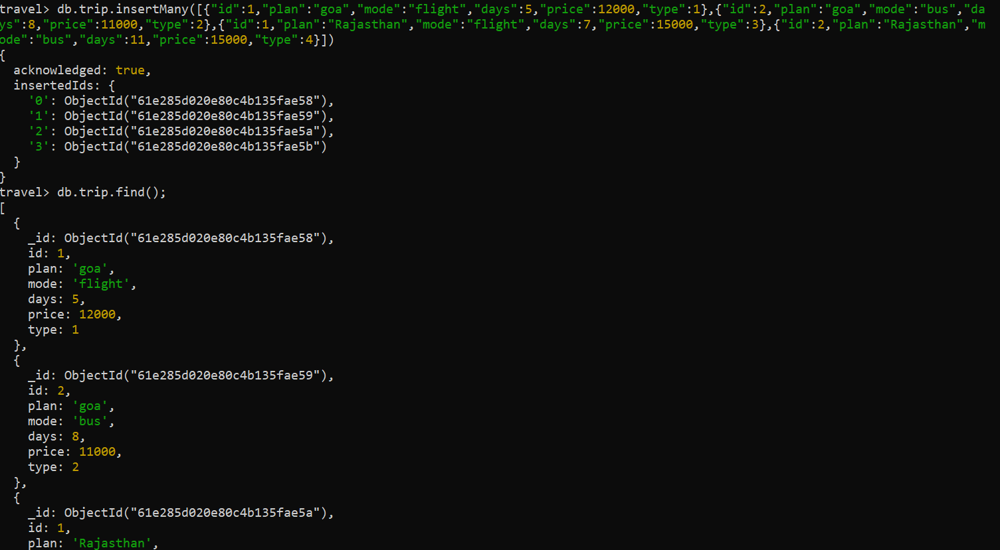 travel> db.trip.insertMany([{"id":1,"plan":"goa","mode":"flight","days":5,"price":12000,"type":1},{"id":2,"plan":"goa","mode":"bus","da
ys":8,"price":11000,"type":2},{"id":1,"plan":"Rajasthan","mode":"flight","days":7,"price":15000,"type":3},{"id":2,"plan":"Rajasthan","m
ode":"bus","days":11,"price":15000,"type":4}])
{
  acknowledged: true,
  insertedIds: {
    '0': ObjectId("61e285d020e80c4b135fae58"),
    '1': ObjectId("61e285d020e80c4b135fae59"),
    '2': ObjectId("61e285d020e80c4b135fae5a"),
    '3': ObjectId("61e285d020e80c4b135fae5b")
  }
}
travel> db.trip.find();
[
  {
    _id: ObjectId("61e285d020e80c4b135fae58"),
    id: 1,
    plan: 'goa',
    mode: 'flight',
    days: 5,
    price: 12000,
    type: 1
  },
  {
    _id: ObjectId("61e285d020e80c4b135fae59"),
    id: 2,
    plan: 'goa',
    mode: 'bus',
    days: 8,
    price: 11000,
    type: 2
  },
  {
    _id: ObjectId("61e285d020e80c4b135fae5a"),
    id: 1,
    plan: 'Rajasthan',